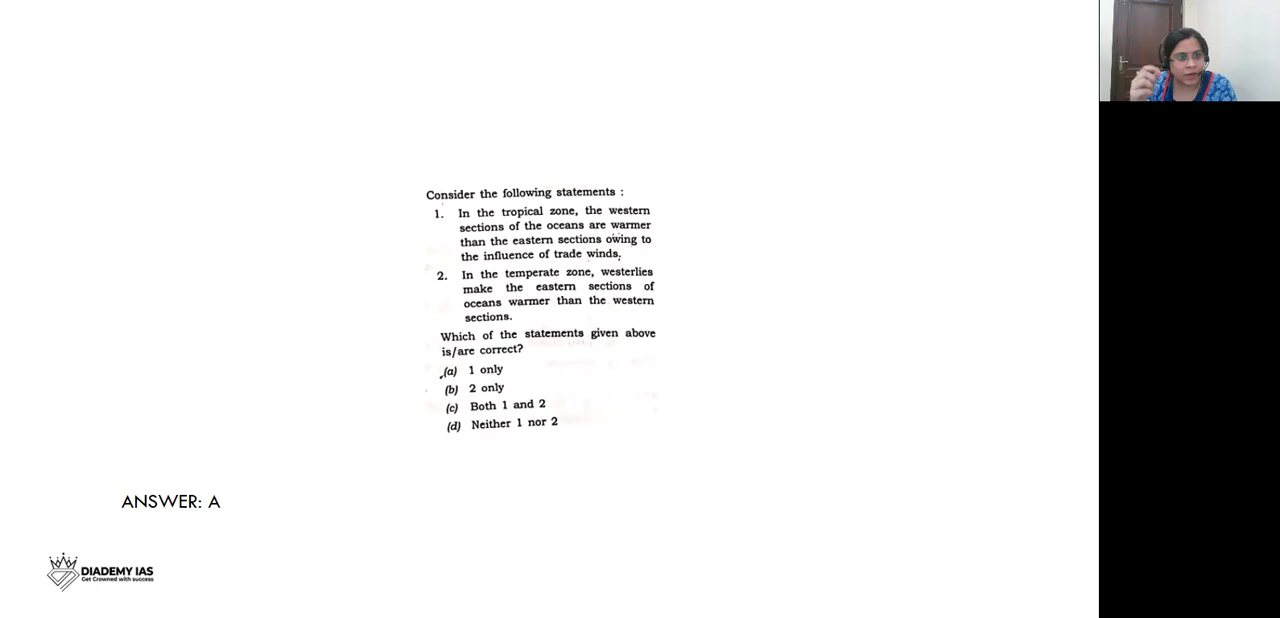 Consider the following statements :
1. In the tropical zone, the western
sections of the oceans are warmer
than the eastern sections owing to
the influence of trade winds.
2. In the temperate zone, westerlies
make the eastern sections of
oceans warmer than the western
sections.
Which of the statements given above
is/are correct?
(a) 1 only
(b) 2 only
(c) Both 1 and 2
(d) Neither 1 nor 2
ANSWER: A
DIADEMY IAS
Get Crowned with success